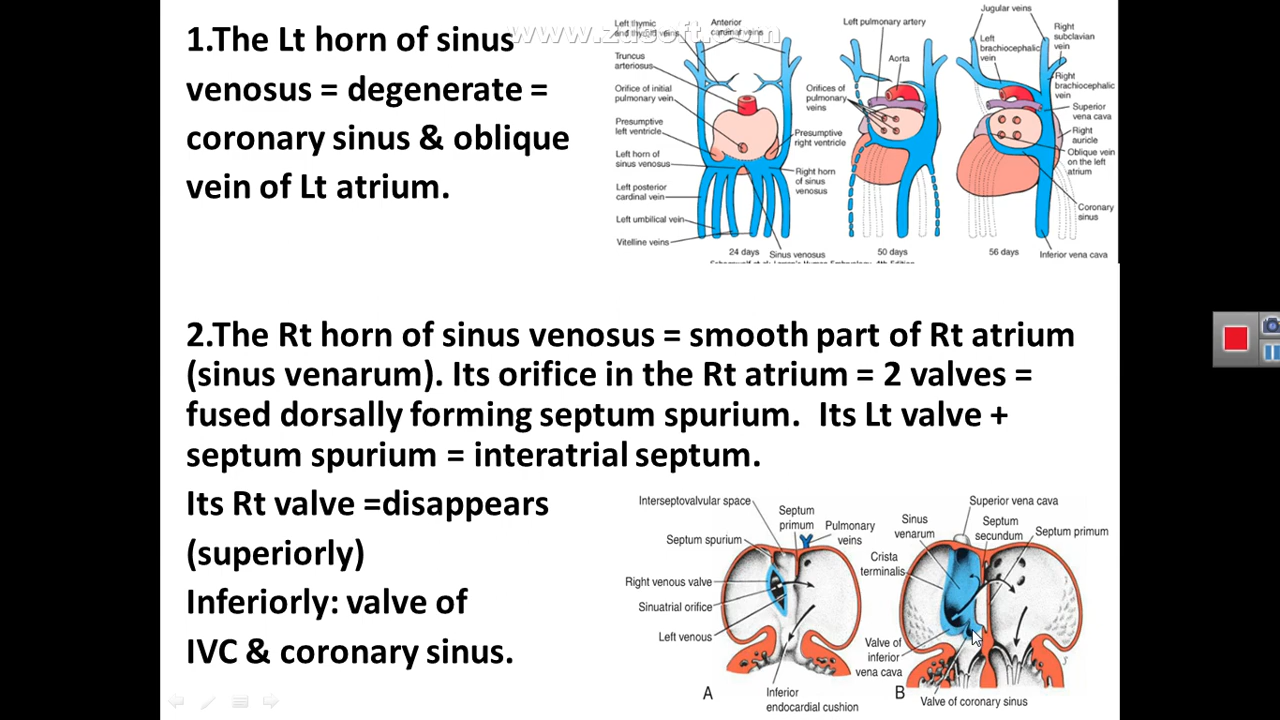 1.The Lt horn of sinus
venosus = degenerate =
coronary sinus & oblique
vein of Lt atrium.
www.zdsoft.com
Left thymic
and thyroid veins
Anterior
cardinal veins
Truncus
arteriosus
Orifice of initial
pulmonary vein
Presumptive
left ventricle
Left horn of
sinus venosus
Left posterior
cardinal vein
Left umbilical vein
Vitelline veins
Presumptive
right ventricle
Right horn
of sinus
venosus
24 days
Sinus venosus
Left pulmonary artery
Aorta
Orifices of
pulmonary
veins
50 days
Jugular veins
Left
brachiocephalic
vein
Right
subclavian
vein
Right
brachiocephalic
vein
Superior
vena cava
Right
auricle
Oblique vein
on the left
atrium
Coronary
sinus
56 days
Inferior vena cava
2.The Rt horn of sinus venosus = smooth part of Rt atrium
(sinus venarum). Its orifice in the Rt atrium = 2 valves =
fused dorsally forming septum spurium.  Its Lt valve +
septum spurium = interatrial septum.
Its Rt valve =disappears
(superiorly)
Inferiorly: valve of
IVC & coronary sinus.
Interseptovalvular space
Septum
primum
Pulmonary
veins
Septum spurium
Right venous valve
Sinuatrial orifice
Left venous
A
Inferior
endocardial cushion
Superior vena cava
Sinus
venarum
Septum
secundum
Septum primum
Crista
terminalis
Valve of
inferior
vena cava
B
Valve of coronary sinus